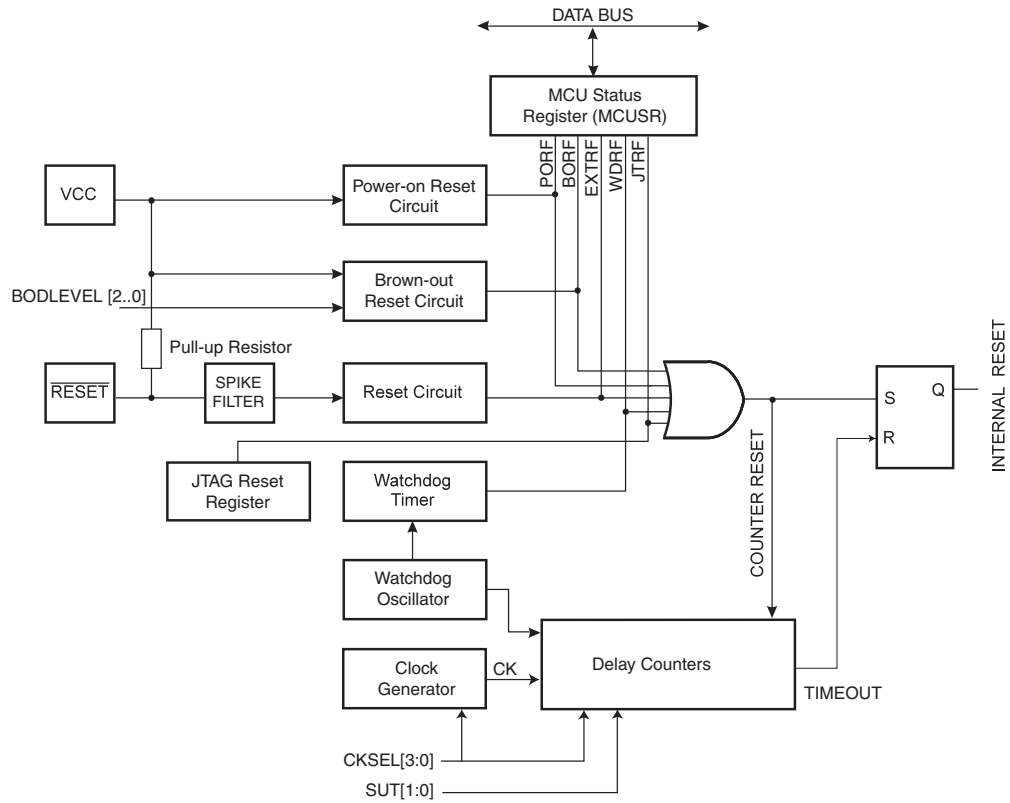 DATA BUS
MCU Status
Register (MCUSR)
PORF
BORF
EXTRF
WDRF
JTRF
VCC
Power-on Reset
Circuit
Brown-out
Reset Circuit
BODLEVEL [2..0]
Pull-up Resistor
RESET
SPIKE
FILTER
Reset Circuit
JTAG Reset
Register
Watchdog
Timer
Watchdog
Oscillator
Clock
Generator
CK
Delay Counters
COUNTER RESET
S
R
Q
INTERNAL RESET
TIMEOUT
CKSEL[3:0]
SUT[1:0]